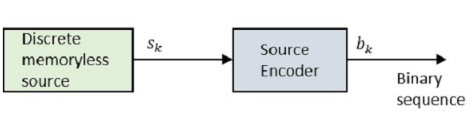 Discrete
memoryless
source
s_k
Source
Encoder
b_k
Binary
sequence